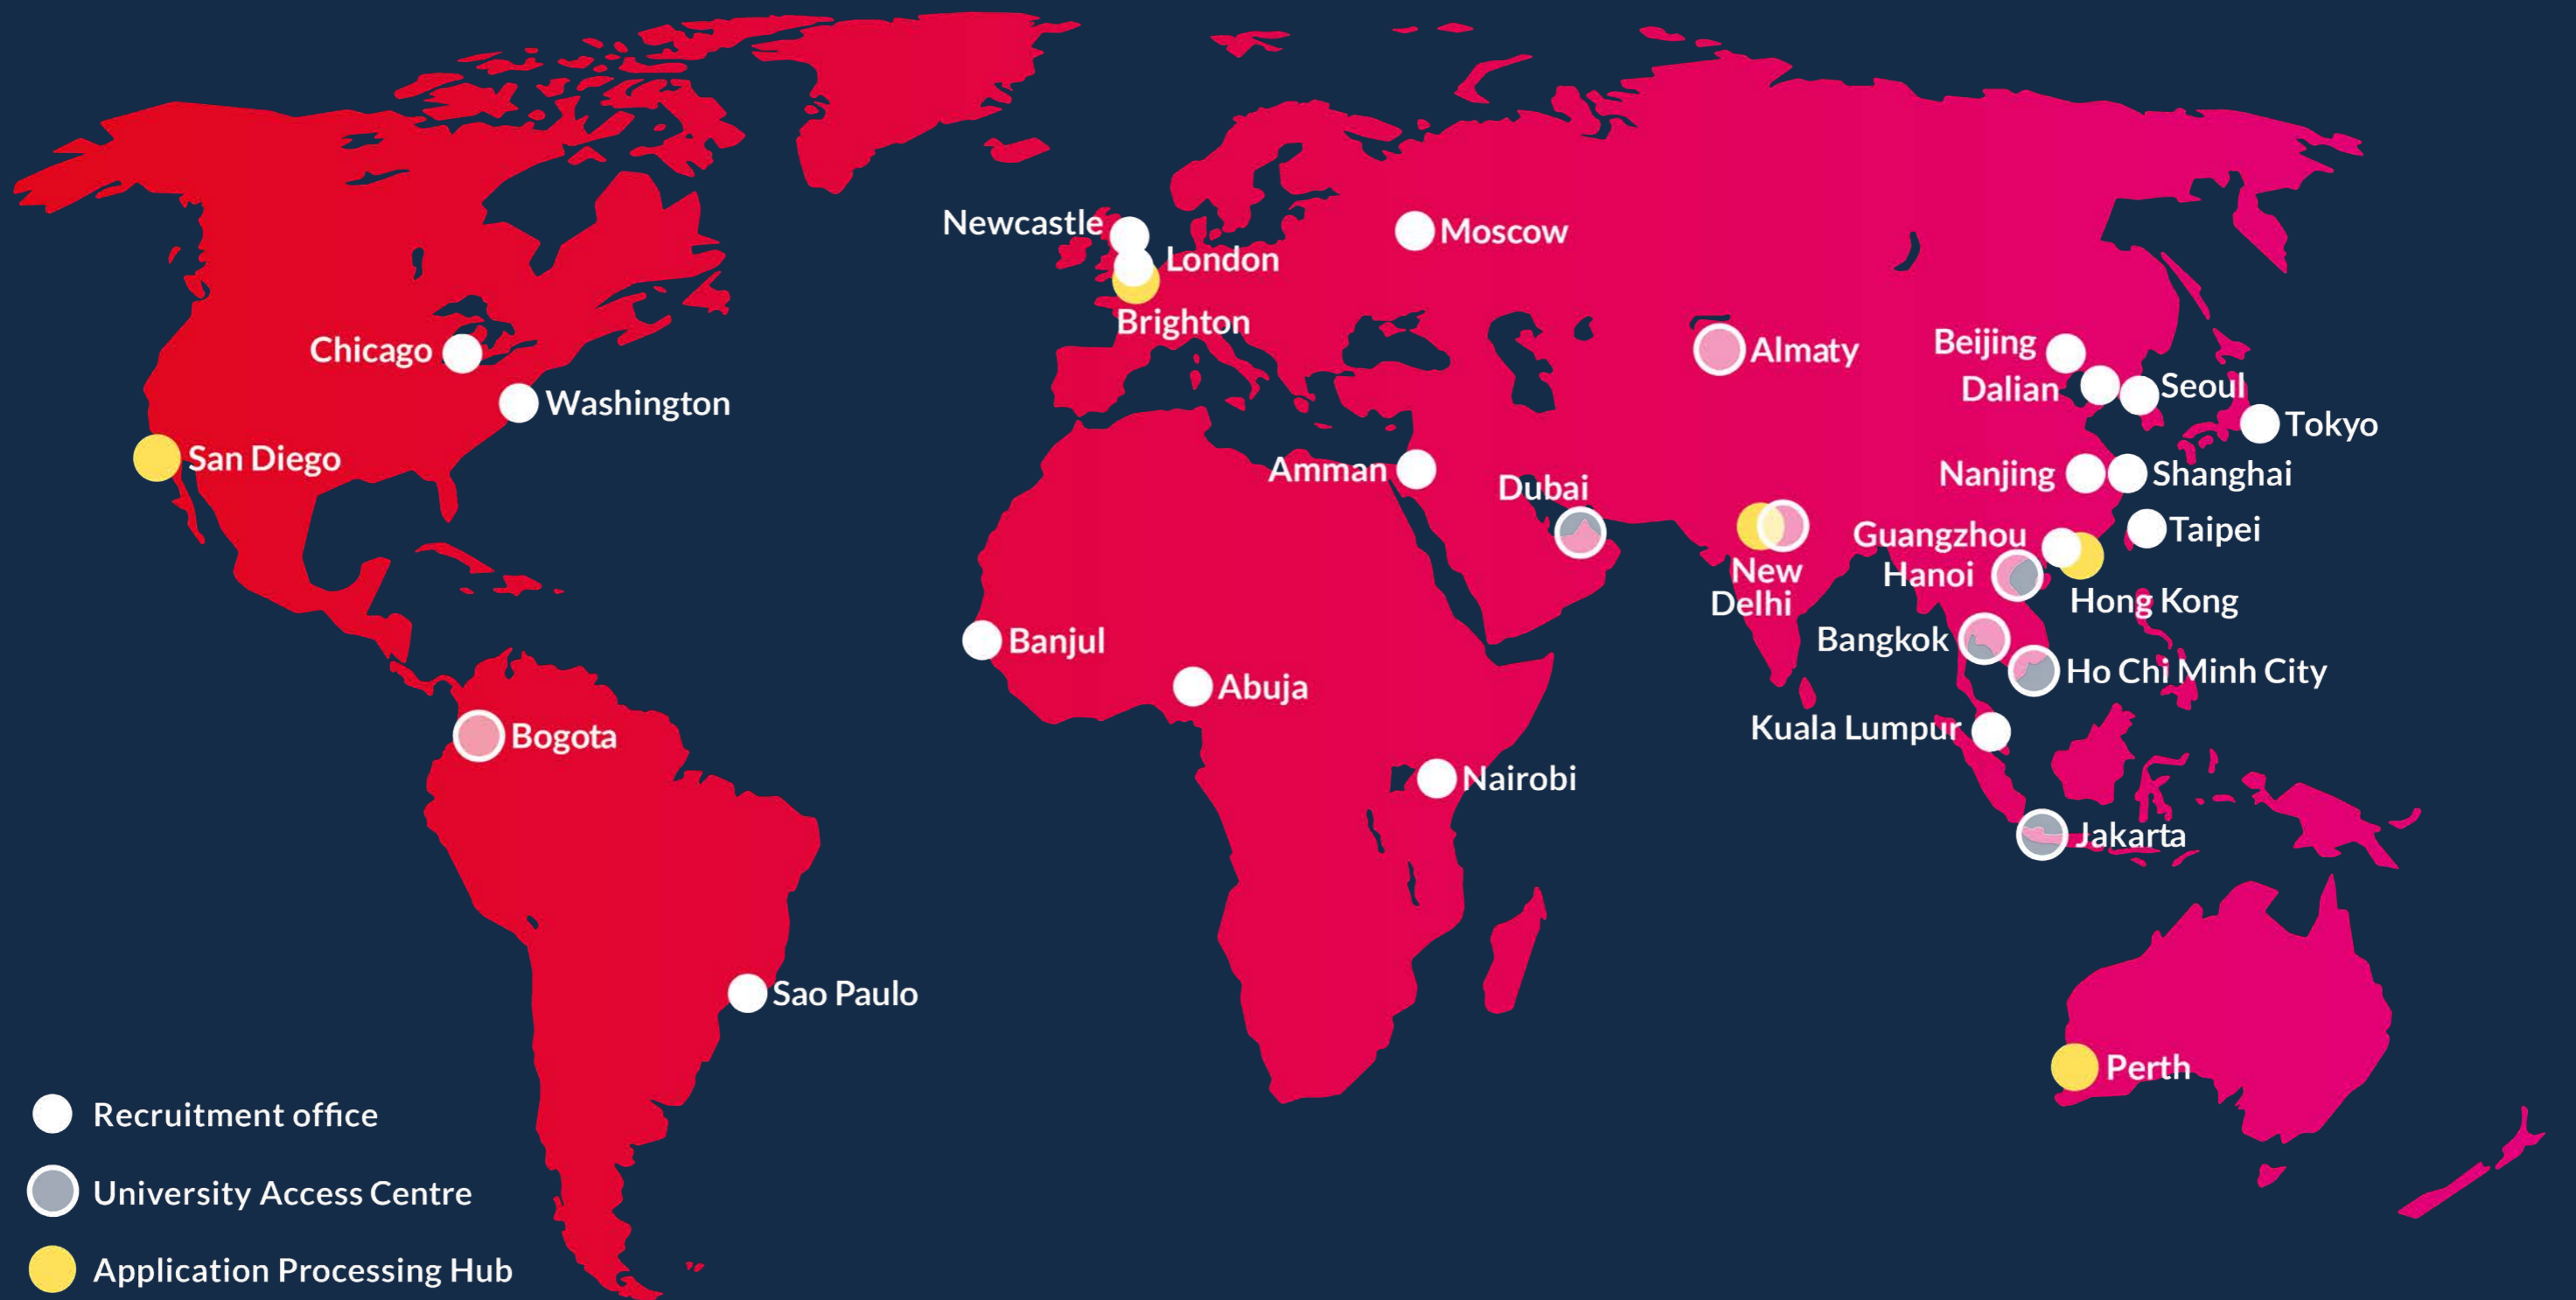 Newcastle
London
Brighton
Moscow
Chicago
Washington
San Diego
Almaty
Beijing
Dalian
Seoul
Tokyo
Amman
Dubai
Nanjing
Shanghai
New
Delhi
Guangzhou
Taipei
Hanoi
Hong Kong
Banjul
Abuja
Bangkok
Ho Chi Minh City
Bogota
Kuala Lumpur
Nairobi
Jakarta
Sao Paulo
Perth
Recruitment office
University Access Centre
Application Processing Hub